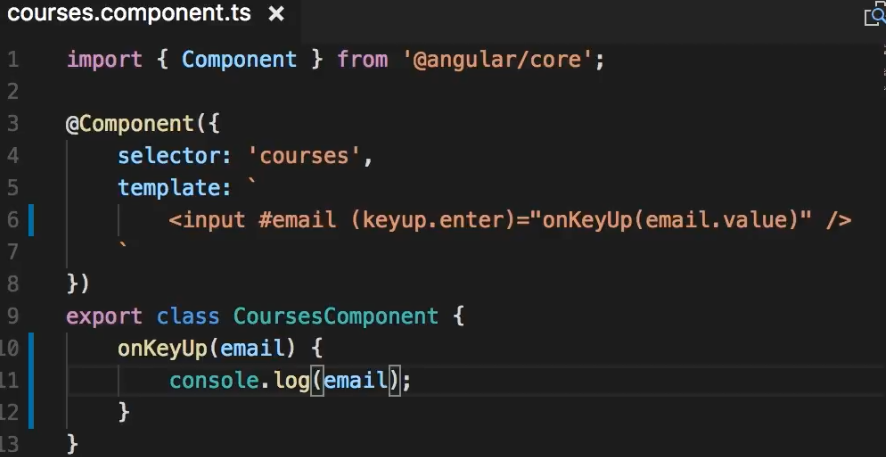 courses.component.ts ×
1 import { Component } from '@angular/core';
2
3 @Component({
4 selector: 'courses',
5 template: `
6 <input #email (keyup.enter)="onKeyUp(email.value)" />
7 `
8 })
9 export class CoursesComponent {
10 onKeyUp(email) {
11 console.log(email);
12 }
13 }